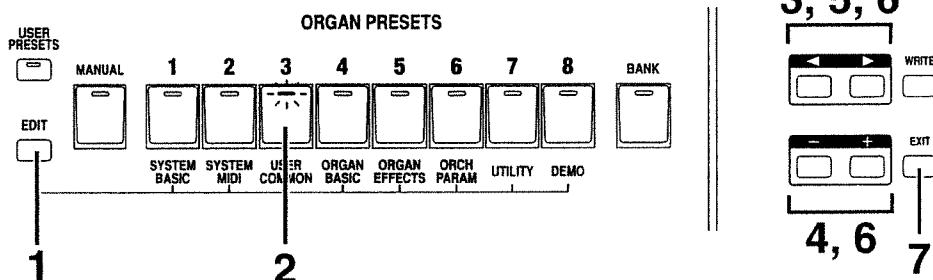 ORGAN PRESETS
3, 5, 6
USER
PRESETS
MANUAL
1 2 3 4 5 6 7 8
BANK
WRITE
EDIT
SYSTEM
BASIC
SYSTEM
MIDI
USER
COMMON
ORGAN
BASIC
ORGAN
EFFECTS
ORCH
PARAM
UTILITY
DEMO
- +
EXIT
1
2
4, 6
7